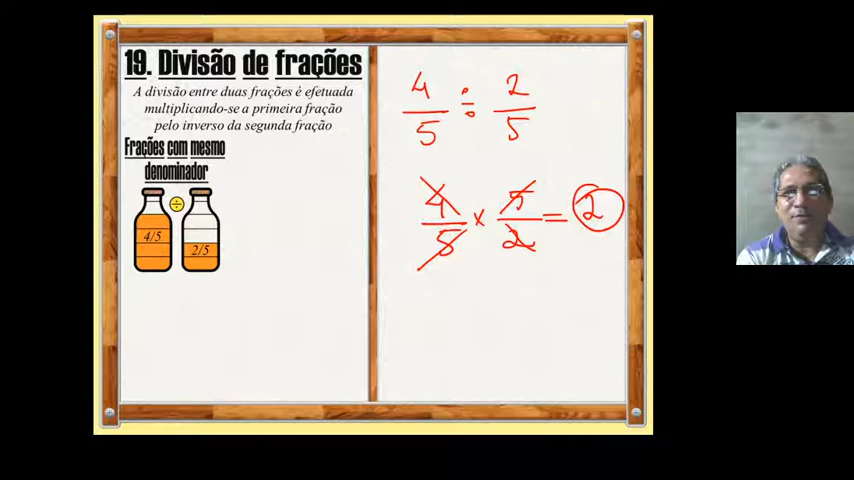 19. Divisão de frações
A divisão entre duas frações é efetuada
multiplicando-se a primeira fração
pelo inverso da segunda fração
Frações com mesmo
denominador
÷
4/5
2/5
4/5 ÷ 2/5
4/5 x 5/2 = 2